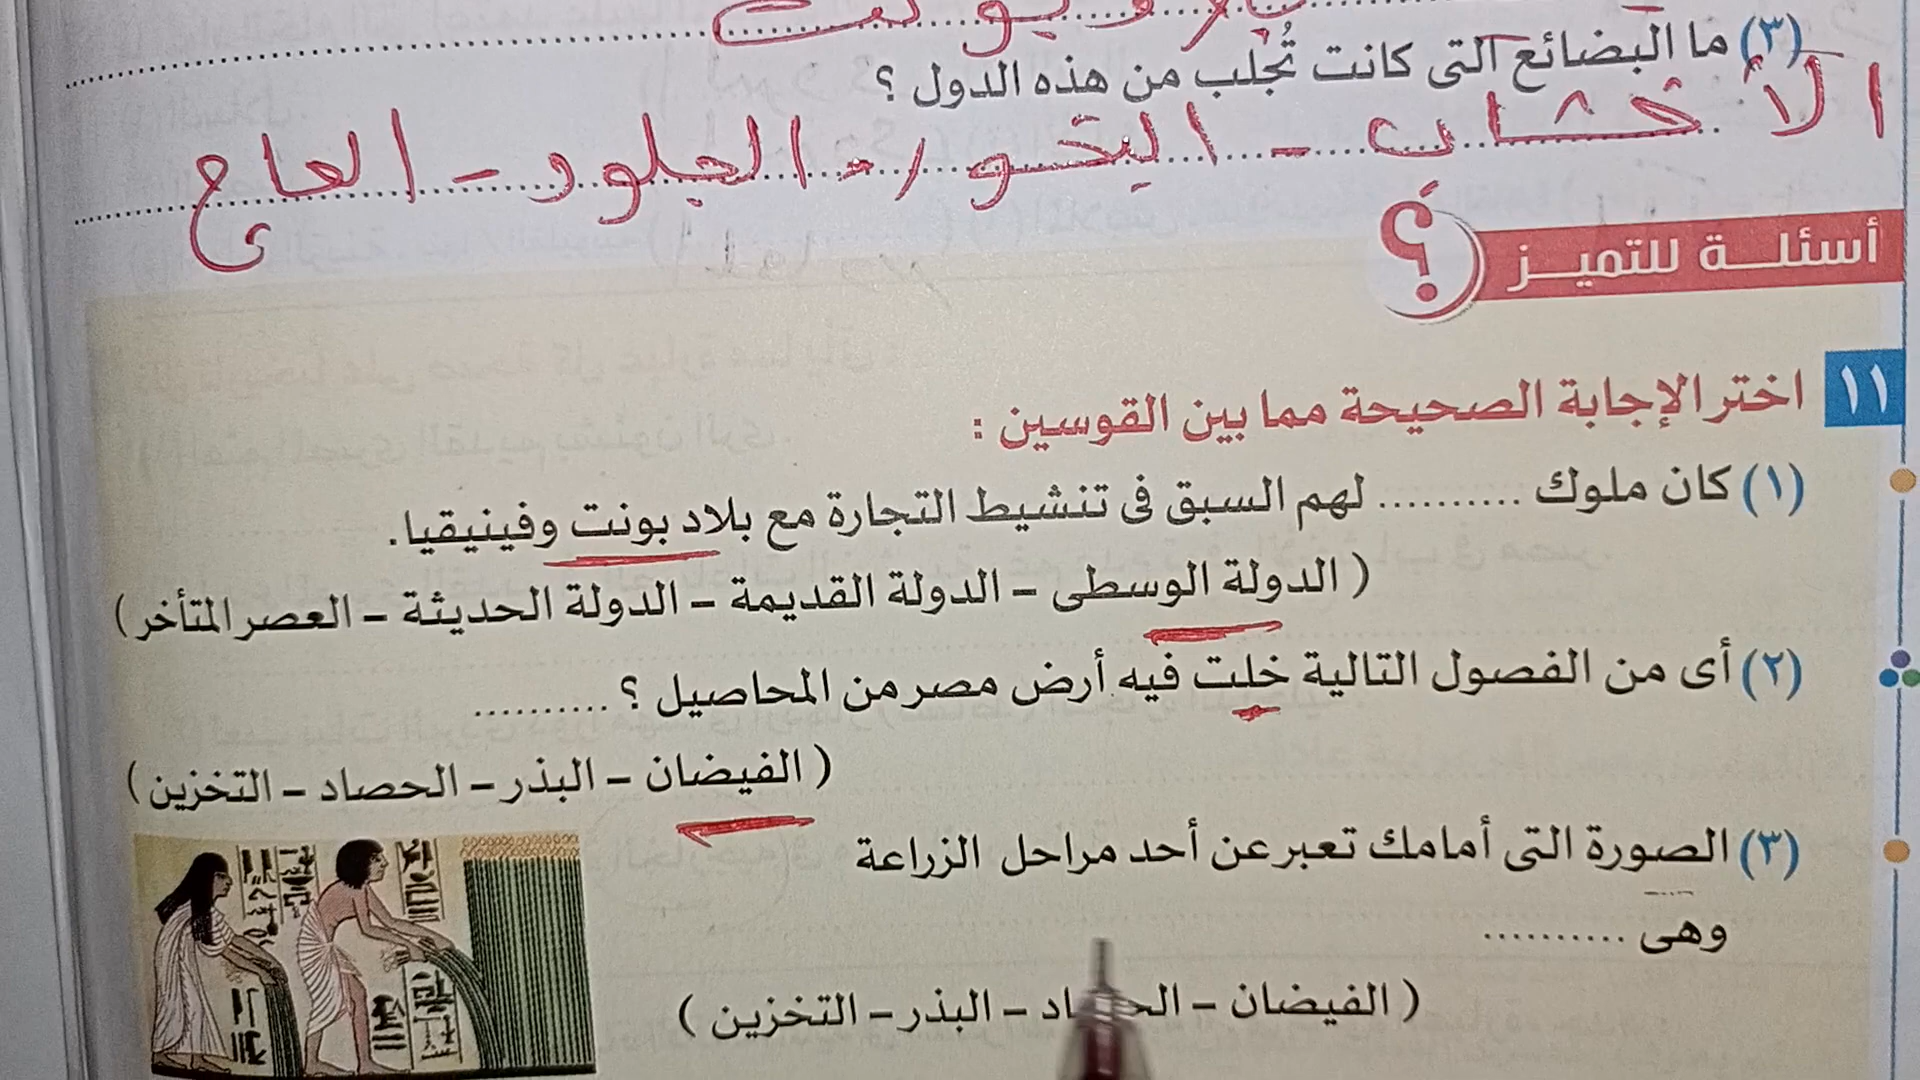 (٣) ما البضائع التى كانت تُجلب من هذه الدول ؟
الأخشاب - البخور - الجلود - العاج
أسئلة للتميز
؟
١١ اختر الإجابة الصحيحة مما بين القوسين :
(١) كان ملوك .......... لهم السبق فى تنشيط التجارة مع بلاد بونت وفينيقيا.
( الدولة الوسطى – الدولة القديمة – الدولة الحديثة – العصر المتأخر )
(٢) أى من الفصول التالية خلت فيه أرض مصر من المحاصيل ؟ ..........
( الفيضان – البذر – الحصاد – التخزين )
(٣) الصورة التى أمامك تعبر عن أحد مراحل الزراعة
وهى ..........
( الفيضان – الحصاد – البذر – التخزين )